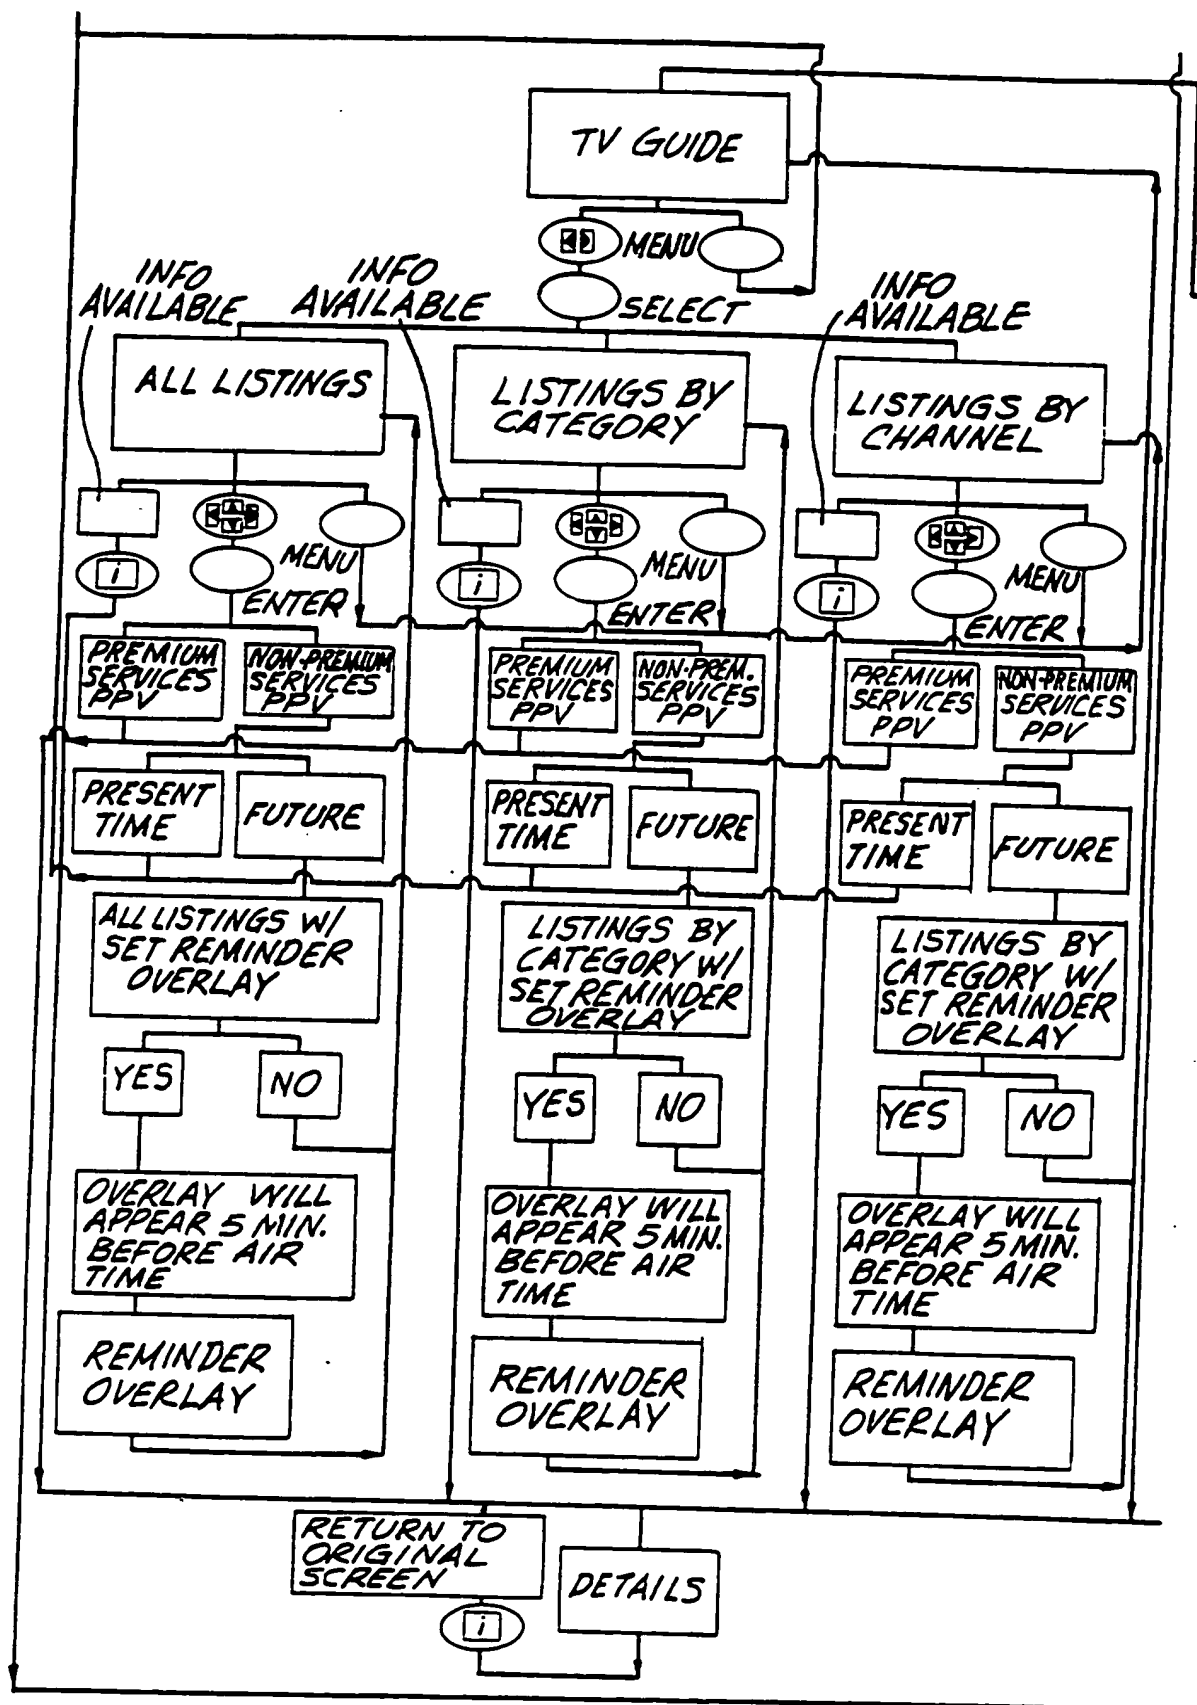 TV GUIDE
MENU
SELECT
INFO
AVAILABLE
INFO
AVAILABLE
INFO
AVAILABLE
ALL LISTINGS
LISTINGS BY
CATEGORY
LISTINGS BY
CHANNEL
i
MENU
ENTER
i
MENU
ENTER
i
MENU
ENTER
PREMIUM
SERVICES
PPV
NON-PREMIUM
SERVICES
PPV
PREMIUM
SERVICES
PPV
NON-PREM.
SERVICES
PPV
PREMIUM
SERVICES
PPV
NON-PREMIUM
SERVICES
PPV
PRESENT
TIME
FUTURE
PRESENT
TIME
FUTURE
PRESENT
TIME
FUTURE
ALL LISTINGS W/
SET REMINDER
OVERLAY
LISTINGS BY
CATEGORY W/
SET REMINDER
OVERLAY
LISTINGS BY
CATEGORY W/
SET REMINDER
OVERLAY
YES
NO
YES
NO
YES
NO
OVERLAY WILL
APPEAR 5 MIN.
BEFORE AIR
TIME
OVERLAY WILL
APPEAR 5 MIN.
BEFORE AIR
TIME
OVERLAY WILL
APPEAR 5 MIN.
BEFORE AIR
TIME
REMINDER
OVERLAY
REMINDER
OVERLAY
REMINDER
OVERLAY
RETURN TO
ORIGINAL
SCREEN
DETAILS
i